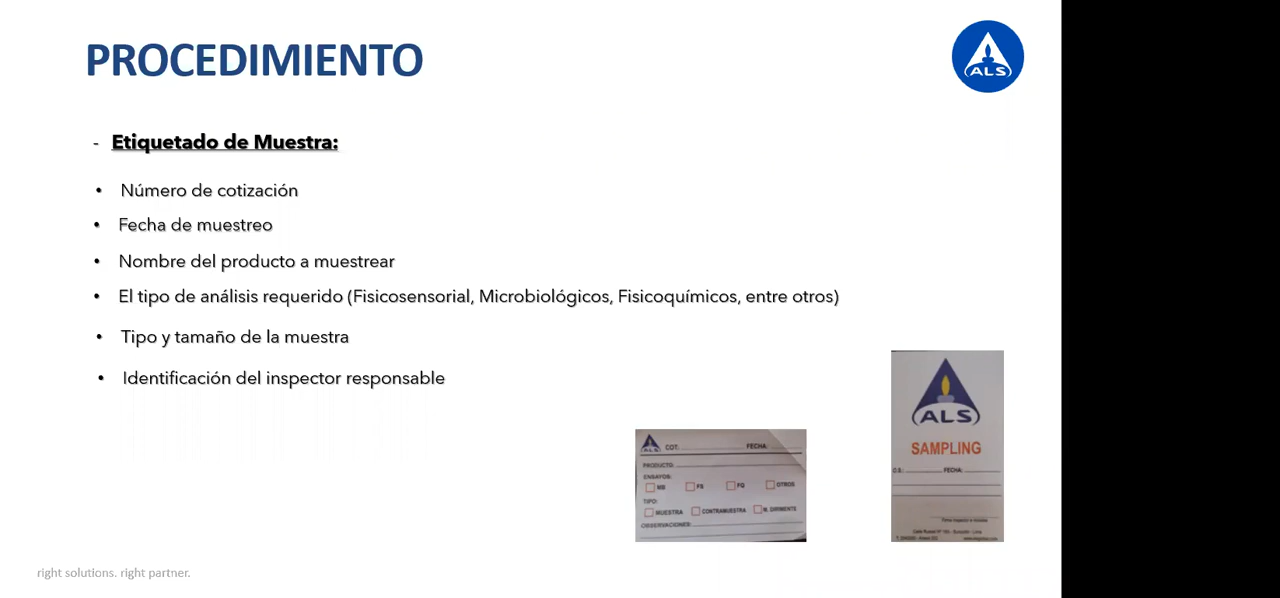 PROCEDIMIENTO
ALS
- Etiquetado de Muestra:
• Número de cotización
• Fecha de muestreo
• Nombre del producto a muestrear
• El tipo de análisis requerido (Fisicosensorial, Microbiológicos, Fisicoquímicos, entre otros)
• Tipo y tamaño de la muestra
• Identificación del inspector responsable
ALS COT: FECHA:
PRODUCTO:
ENSAYOS:
MB FS FQ OTROS
TIPO:
MUESTRA CONTRAMUESTRA M. DIRIMENTE
OBSERVACIONES:
ALS
SAMPLING
O.S.: FECHA:
right solutions. right partner.